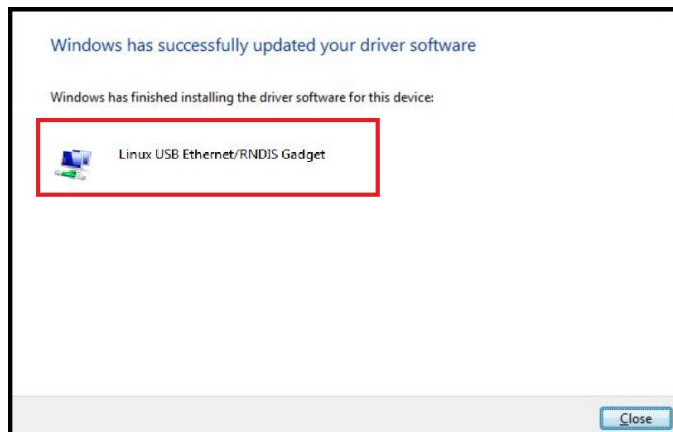 Windows has successfully updated your driver software
Windows has finished installing the driver software for this device:
Linux USB Ethernet/RNDIS Gadget
Close